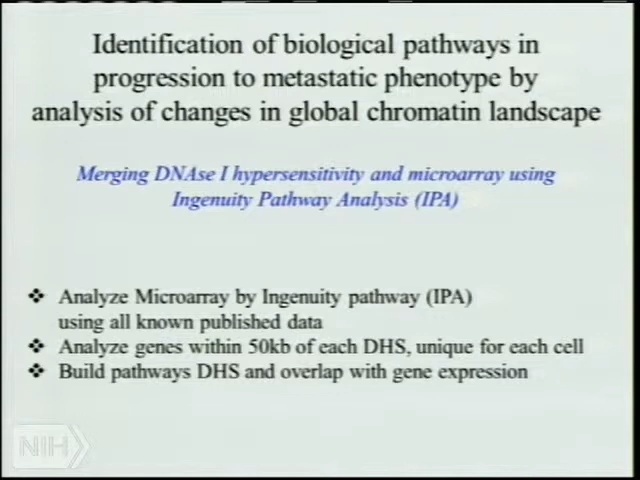 Identification of biological pathways in
progression to metastatic phenotype by
analysis of changes in global chromatin landscape
Merging DNAse I hypersensitivity and microarray using
Ingenuity Pathway Analysis (IPA)
❖ Analyze Microarray by Ingenuity pathway (IPA)
using all known published data
❖ Analyze genes within 50kb of each DHS, unique for each cell
❖ Build pathways DHS and overlap with gene expression
NIH